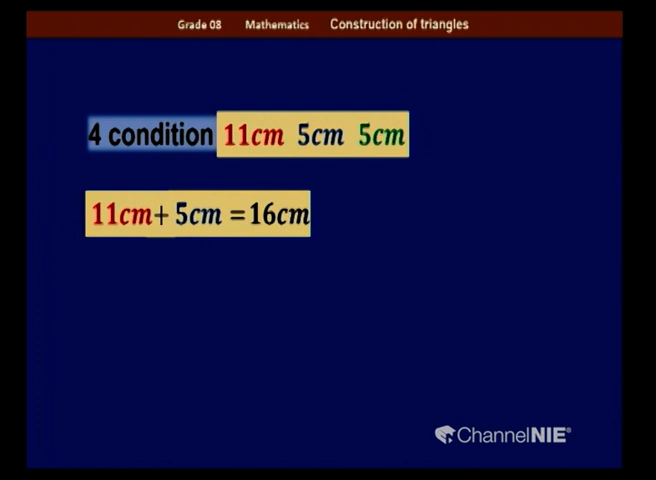 Grade 08 Mathematics Construction of triangles
4 condition 11cm 5cm 5cm
11cm+ 5cm =16cm
ChannelNIE®